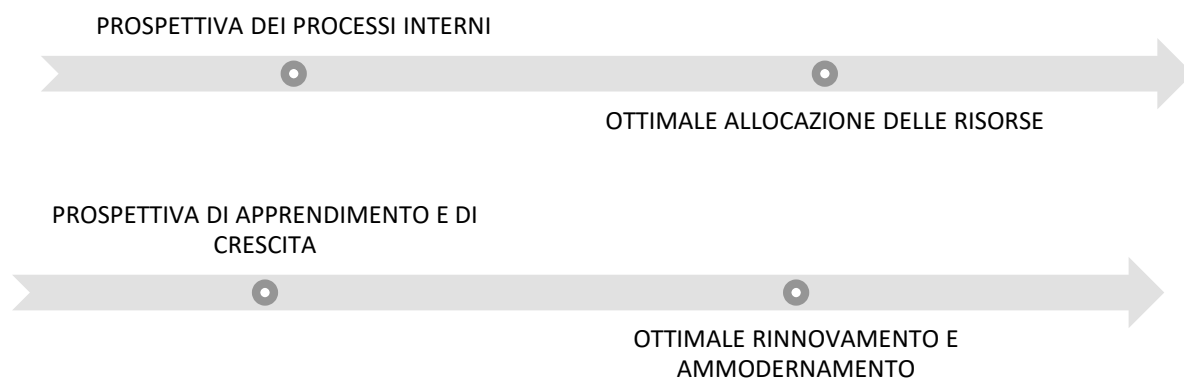 PROSPETTIVA DEI PROCESSI INTERNI
OTTIMALE ALLOCAZIONE DELLE RISORSE
PROSPETTIVA DI APPRENDIMENTO E DI
CRESCITA
OTTIMALE RINNOVAMENTO E
AMMODERNAMENTO